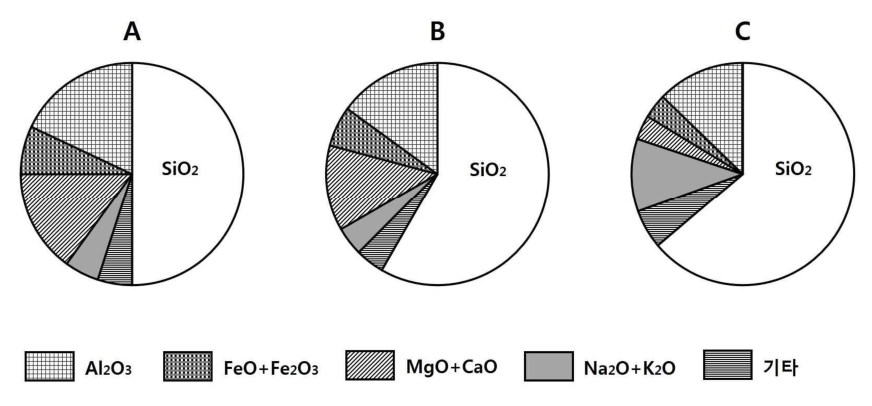 A B C
SiO₂ SiO₂ SiO₂
Al₂O₃ FeO+Fe₂O₃ MgO+CaO Na₂O+K₂O 기타